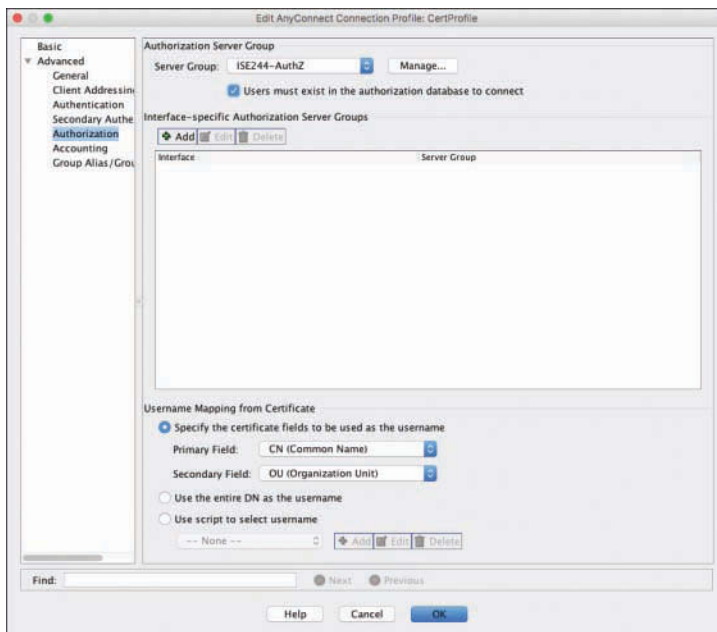 Edit AnyConnect Connection Profile: CertProfile
Basic
Advanced
General
Client Addressin
Authentication
Secondary Authe
Authorization
Accounting
Group Alias/Grou
Authorization Server Group
Server Group: ISE244-AuthZ Manage...
Users must exist in the authorization database to connect
Interface-specific Authorization Server Groups
Add Edit Delete
Interface Server Group
Username Mapping from Certificate
Specify the certificate fields to be used as the username
Primary Field: CN (Common Name)
Secondary Field: OU (Organization Unit)
Use the entire DN as the username
Use script to select username
-- None -- Add Edit Delete
Find: Next Previous
Help Cancel OK